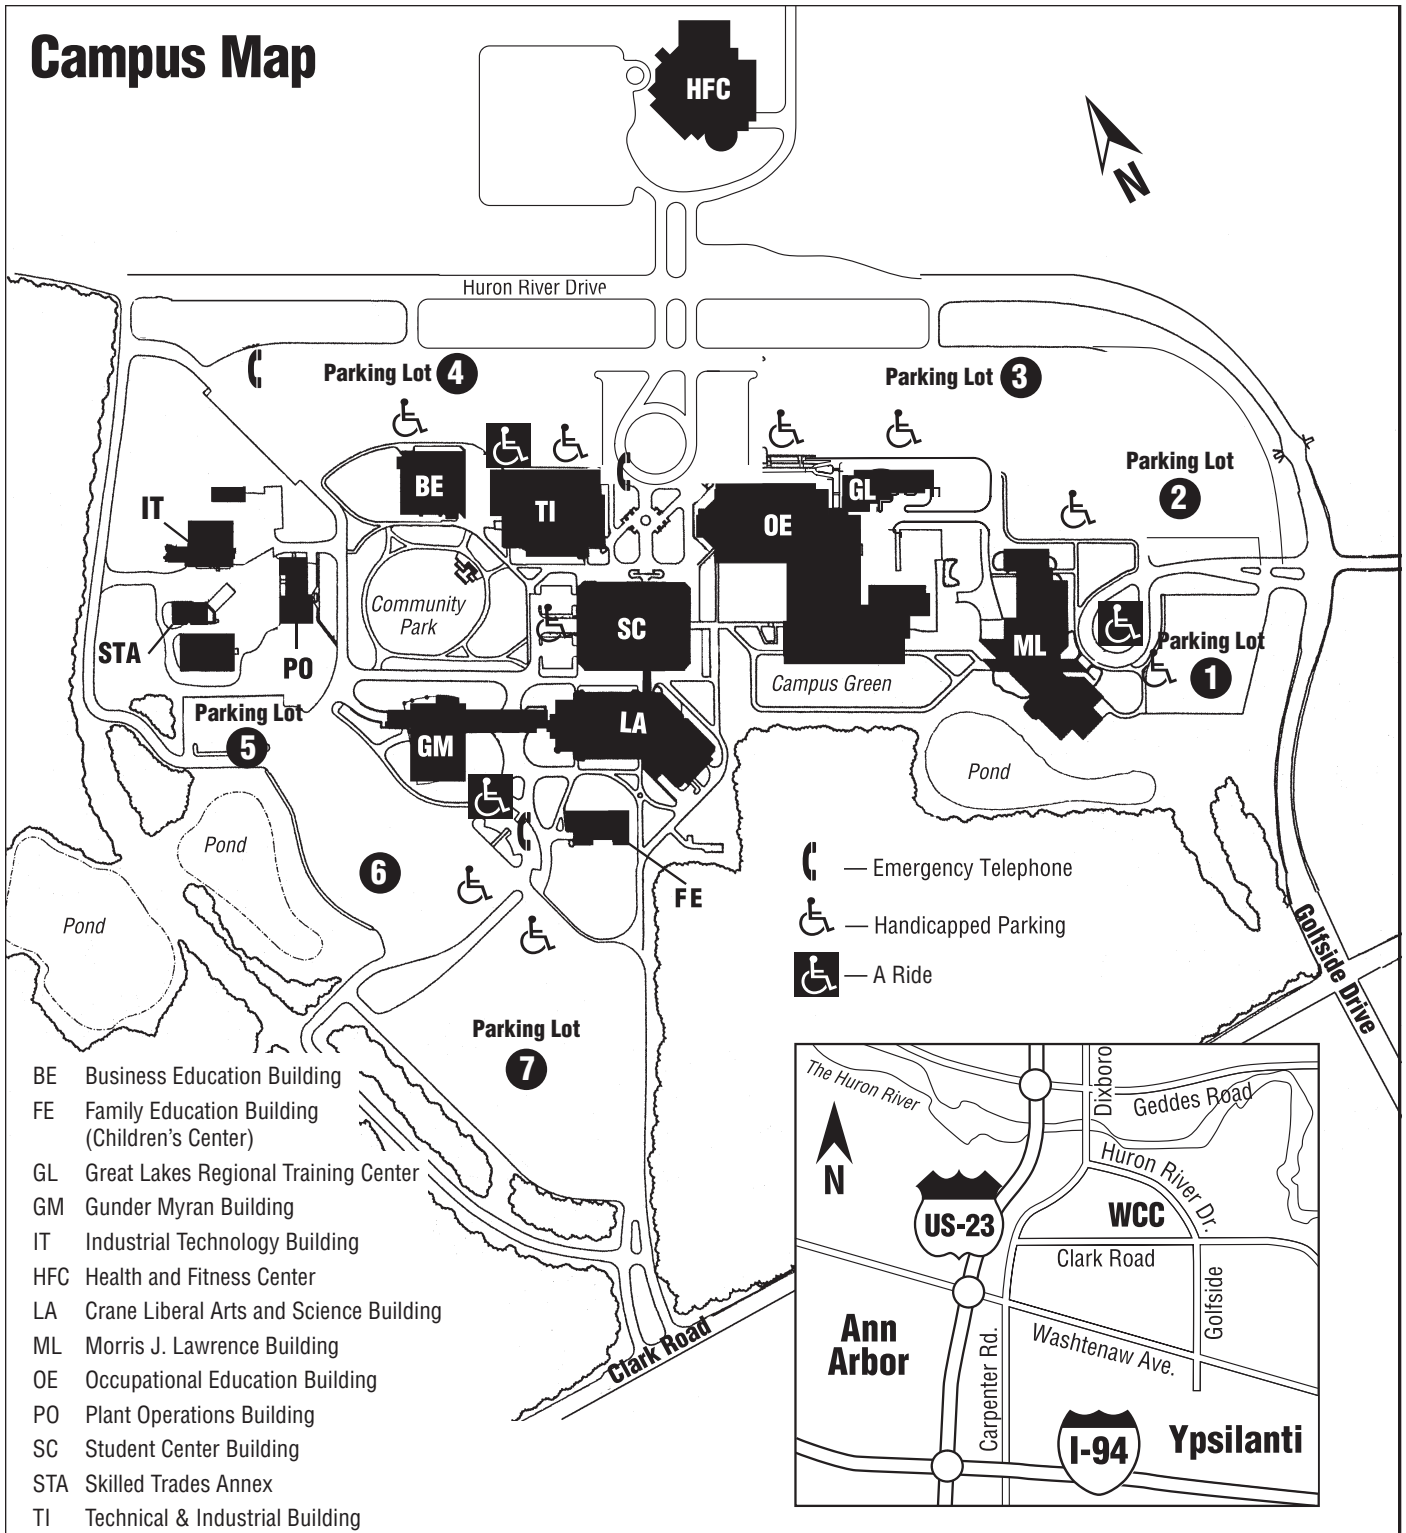 Campus Map
HFC
N
Huron River Drive
Parking Lot 4
Parking Lot 3
Parking Lot
2
BE
TI
OE
GL
IT
Community
Park
SC
STA
PO
ML
Parking Lot
1
Campus Green
Parking Lot
5
GM
LA
Pond
Pond
Pond
6
FE
Emergency Telephone
Handicapped Parking
A Ride
Golfside Drive
Parking Lot
7
Clark Road
BE Business Education Building
FE Family Education Building
(Children's Center)
GL Great Lakes Regional Training Center
GM Gunder Myran Building
IT Industrial Technology Building
HFC Health and Fitness Center
LA Crane Liberal Arts and Science Building
ML Morris J. Lawrence Building
OE Occupational Education Building
PO Plant Operations Building
SC Student Center Building
STA Skilled Trades Annex
TI Technical & Industrial Building
The Huron River
Dixboro
Geddes Road
N
Huron River Dr.
US-23
WCC
Clark Road
Golfside
Ann
Arbor
Washtenaw Ave.
Carpenter Rd.
I-94
Ypsilanti